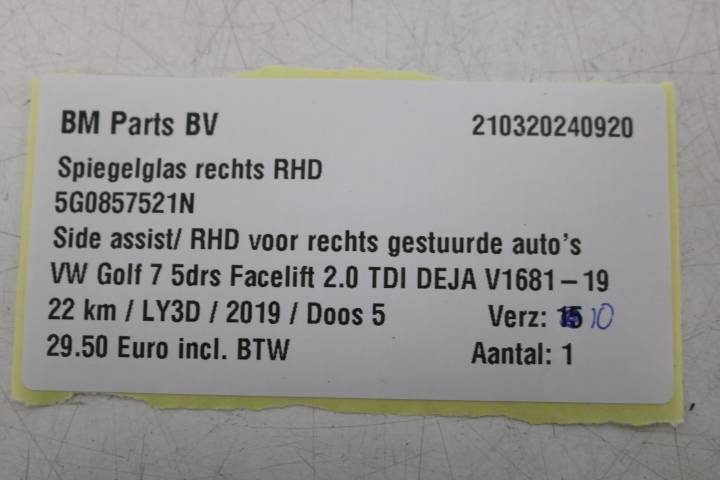 BM Parts BV 210320240920
Spiegelglas rechts RHD
5G0857521N
Side assist/ RHD voor rechts gestuurde auto's
VW Golf 7 5drs Facelift 2.0 TDI DEJA V1681-19
22 km / LY3D / 2019 / Doos 5 Verz: 15 10
29.50 Euro incl. BTW Aantal: 1